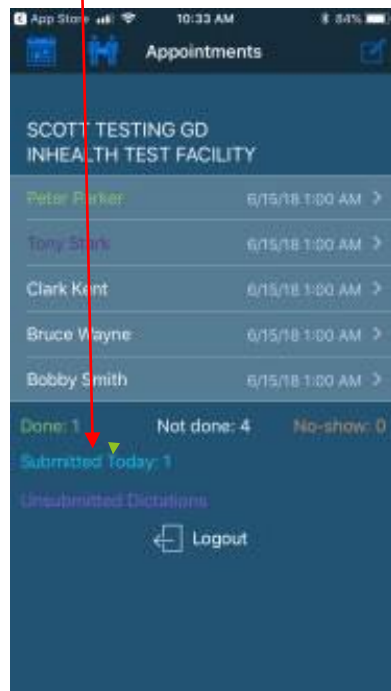 App Store 10:33 AM 84%
Appointments
SCOTT TESTING GD
INHEALTH TEST FACILITY
Peter Parker 6/15/18 1:00 AM
Tony Stark 6/15/18 1:00 AM
Clark Kent 6/15/18 1:00 AM
Bruce Wayne 6/15/18 1:00 AM
Bobby Smith 6/15/18 1:00 AM
Done: 1 Not done: 4 No-show: 0
Submitted Today: 1
Unsubmitted Dictations
Logout